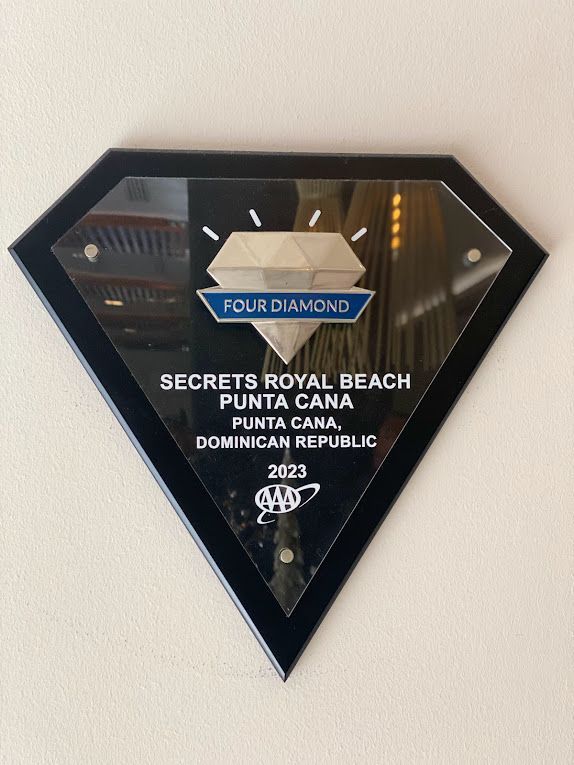 FOUR DIAMOND
SECRETS ROYAL BEACH
PUNTA CANA
PUNTA CANA,
DOMINICAN REPUBLIC
2023
AAA